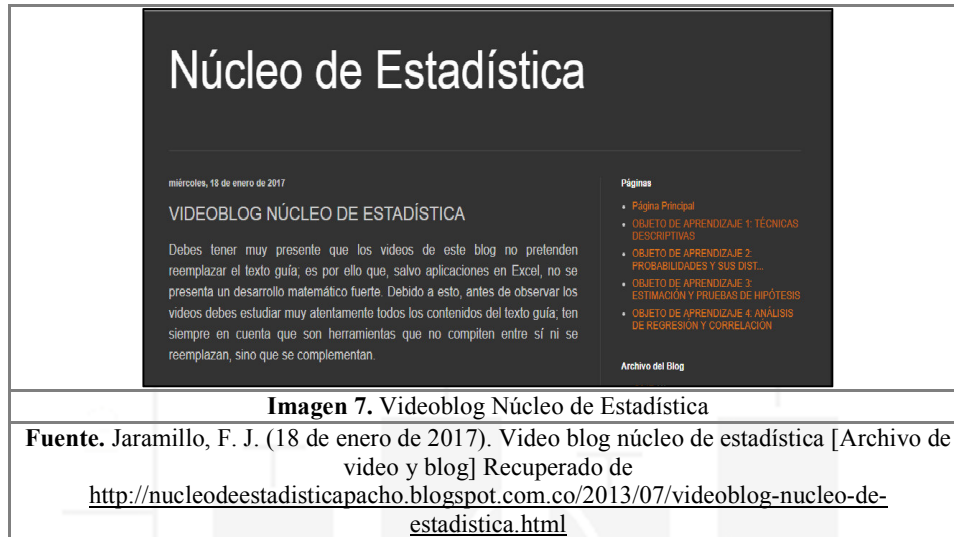 Núcleo de Estadística
miércoles, 18 de enero de 2017
VIDEOBLOG NÚCLEO DE ESTADÍSTICA
Debes tener muy presente que los videos de este blog no pretenden
reemplazar el texto guía; es por ello que, salvo aplicaciones en Excel, no se
presenta un desarrollo matemático fuerte. Debido a esto, antes de observar los
videos debes estudiar muy atentamente todos los contenidos del texto guía; ten
siempre en cuenta que son herramientas que no compiten entre sí ni se
reemplazan, sino que se complementan.
Páginas
Página Principal
OBJETO DE APRENDIZAJE 1: TÉCNICAS
DESCRIPTIVAS
OBJETO DE APRENDIZAJE 2:
PROBABILIDADES Y SUS DIST...
OBJETO DE APRENDIZAJE 3:
ESTIMACIÓN Y PRUEBAS DE HIPÓTESIS
OBJETO DE APRENDIZAJE 4: ANÁLISIS
DE REGRESIÓN Y CORRELACIÓN
Archivo del Blog
Imagen 7. Videoblog Núcleo de Estadística
Fuente. Jaramillo, F. J. (18 de enero de 2017). Video blog núcleo de estadística [Archivo de
video y blog] Recuperado de
http://nucleodeestadisticapacho.blogspot.com.co/2013/07/videoblog-nucleo-de-
estadistica.html